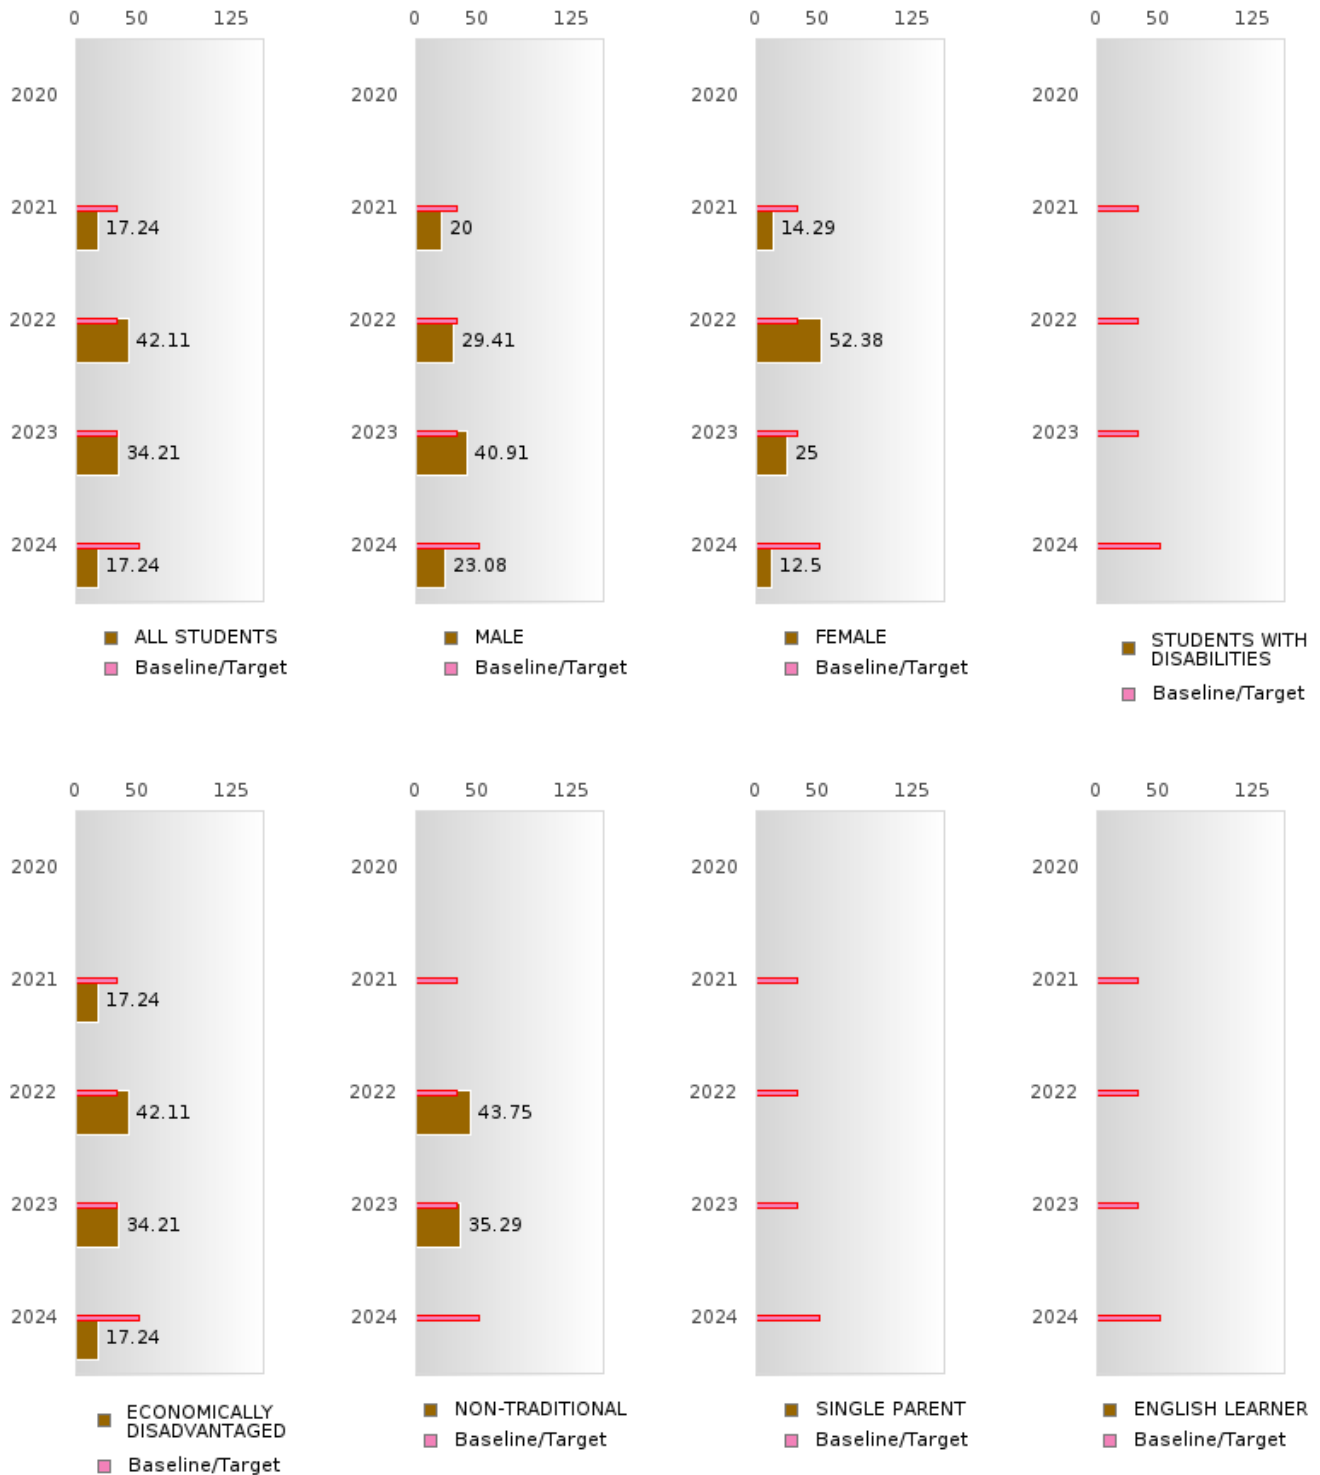 0 50 125 0 50 125 0 50 125 0 50 125
2020 2020 2020 2020
2021 2021 2021 2021
17.24 20 14.29
2022 2022 2022 2022
42.11 29.41 52.38
2023 2023 2023 2023
34.21 40.91 25
2024 2024 2024 2024
17.24 23.08 12.5
ALL STUDENTS MALE FEMALE STUDENTS WITH
DISABILITIES
Baseline/Target Baseline/Target Baseline/Target Baseline/Target
0 50 125 0 50 125 0 50 125 0 50 125
2020 2020 2020 2020
2021 2021 2021 2021
17.24
2022 2022 2022 2022
42.11 43.75
2023 2023 2023 2023
34.21 35.29
2024 2024 2024 2024
17.24
ECONOMICALLY NON-TRADITIONAL SINGLE PARENT ENGLISH LEARNER
DISADVANTAGED
Baseline/Target Baseline/Target Baseline/Target Baseline/Target